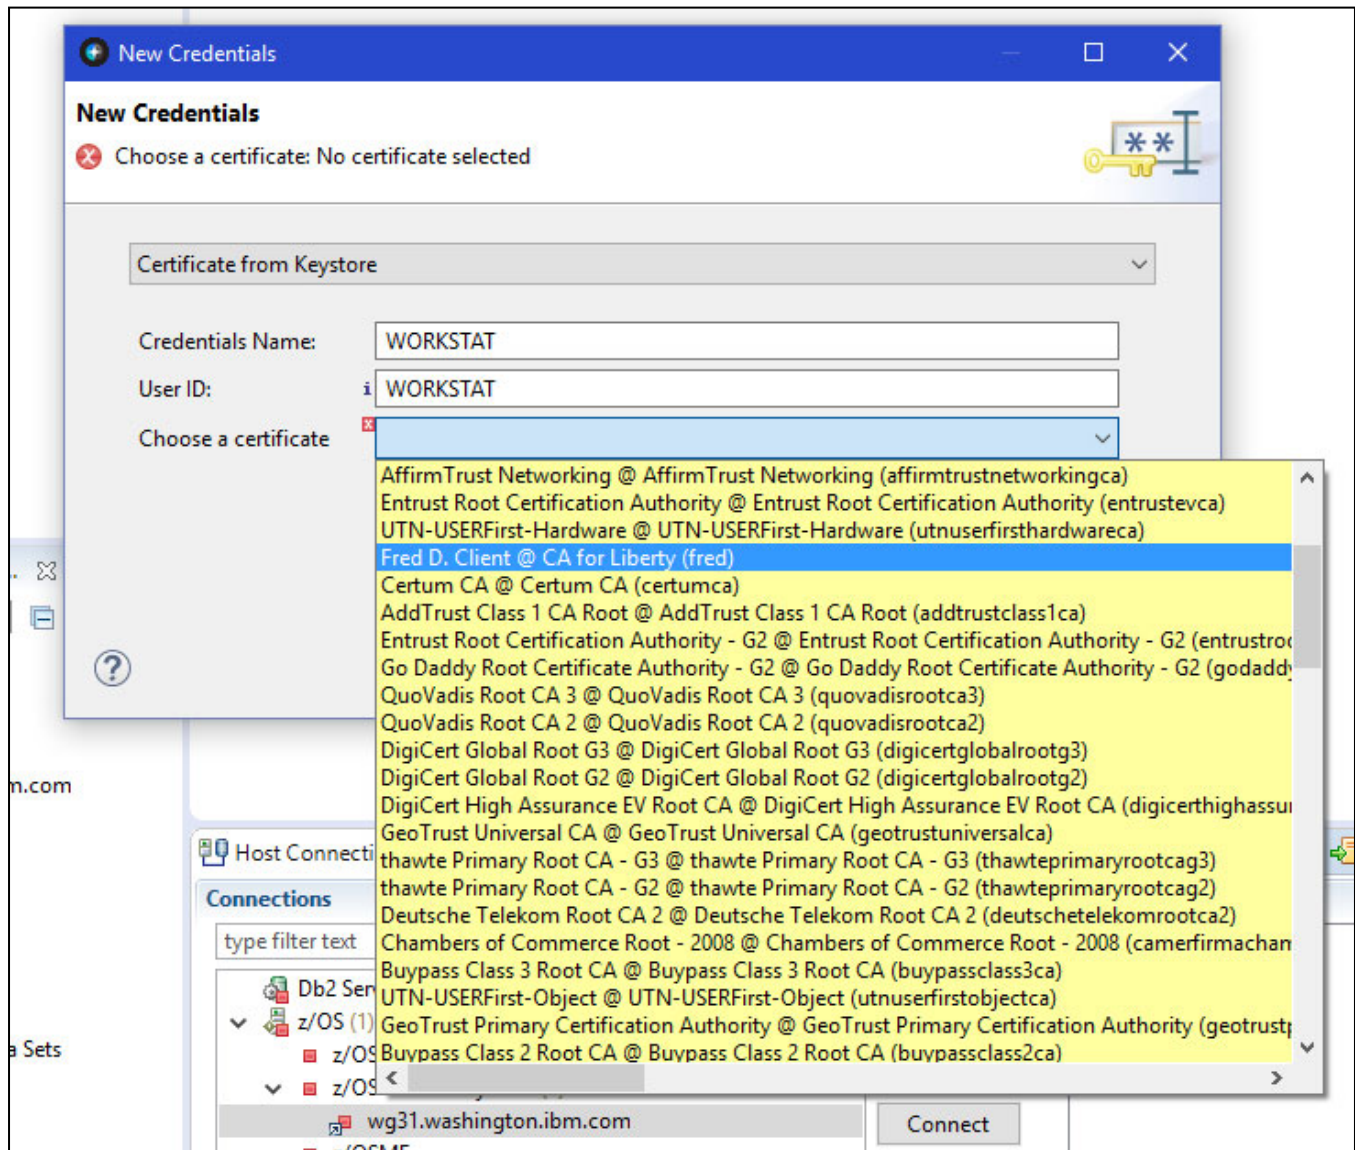 New Credentials
New Credentials
Choose a certificate: No certificate selected
Certificate from Keystore
Credentials Name: WORKSTAT
User ID: WORKSTAT
Choose a certificate
AffirmTrust Networking @ AffirmTrust Networking (affirmtrustnetworkingca)
Entrust Root Certification Authority @ Entrust Root Certification Authority (entrustevca)
UTN-USERFirst-Hardware @ UTN-USERFirst-Hardware (utnuserfirsthardwareca)
Fred D. Client @ CA for Liberty (fred)
Certum CA @ Certum CA (certumca)
AddTrust Class 1 CA Root @ AddTrust Class 1 CA Root (addtrustclass1ca)
Entrust Root Certification Authority - G2 @ Entrust Root Certification Authority - G2 (entrustroc
Go Daddy Root Certificate Authority - G2 @ Go Daddy Root Certificate Authority - G2 (godaddy
QuoVadis Root CA 3 @ QuoVadis Root CA 3 (quovadisrootca3)
QuoVadis Root CA 2 @ QuoVadis Root CA 2 (quovadisrootca2)
DigiCert Global Root G3 @ DigiCert Global Root G3 (digicertglobalrootg3)
DigiCert Global Root G2 @ DigiCert Global Root G2 (digicertglobalrootg2)
DigiCert High Assurance EV Root CA @ DigiCert High Assurance EV Root CA (digicerthighassur
GeoTrust Universal CA @ GeoTrust Universal CA (geotrustuniversalca)
thawte Primary Root CA - G3 @ thawte Primary Root CA - G3 (thawteprimaryrootcag3)
thawte Primary Root CA - G2 @ thawte Primary Root CA - G2 (thawteprimaryrootcag2)
Deutsche Telekom Root CA 2 @ Deutsche Telekom Root CA 2 (deutschetelekomrootca2)
Chambers of Commerce Root - 2008 @ Chambers of Commerce Root - 2008 (camerfirmacham
Buypass Class 3 Root CA @ Buypass Class 3 Root CA (buypassclass3ca)
UTN-USERFirst-Object @ UTN-USERFirst-Object (utnuserfirstobjectca)
GeoTrust Primary Certification Authority @ GeoTrust Primary Certification Authority (geotrustp
Buypass Class 2 Root CA @ Buypass Class 2 Root CA (buypassclass2ca)
m.com
a Sets
Host Connecti
Connections
type filter text
Db2 Ser
z/OS (1)
z/OS
z/OS
wg31.washington.ibm.com
Connect
z/OSMF